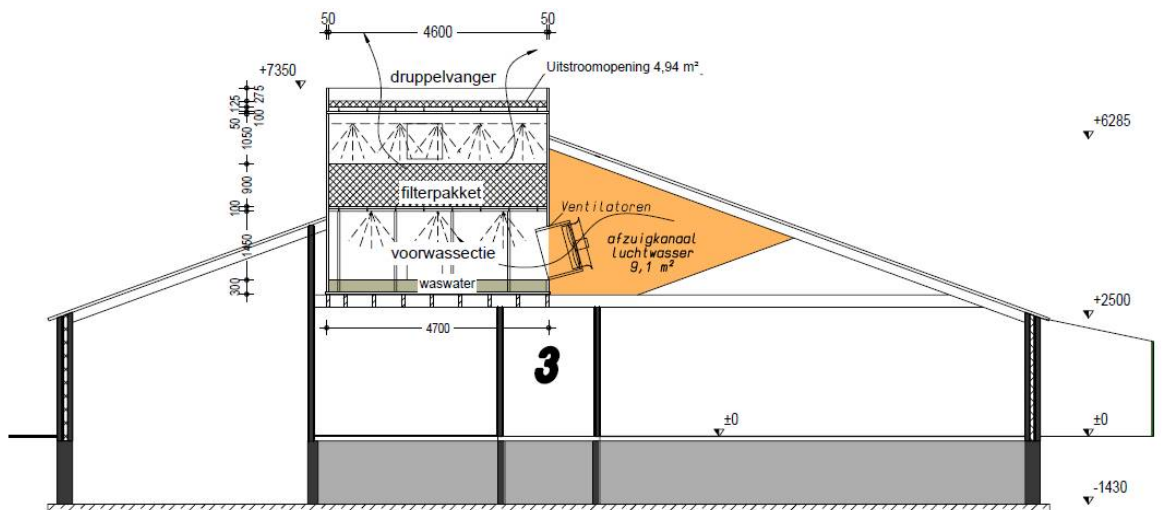 50
50
4600
Uitstroomopening 4,94 m²
+7350
druppelvanger
275
125
100
50
1050
900
100
1450
300
+6285
filterpakket
Ventilatoren
afzuigkanaal
luchtwasser
9,1 m²
voorwassectie
waswater
+2500
4700
3
±0
±0
-1430